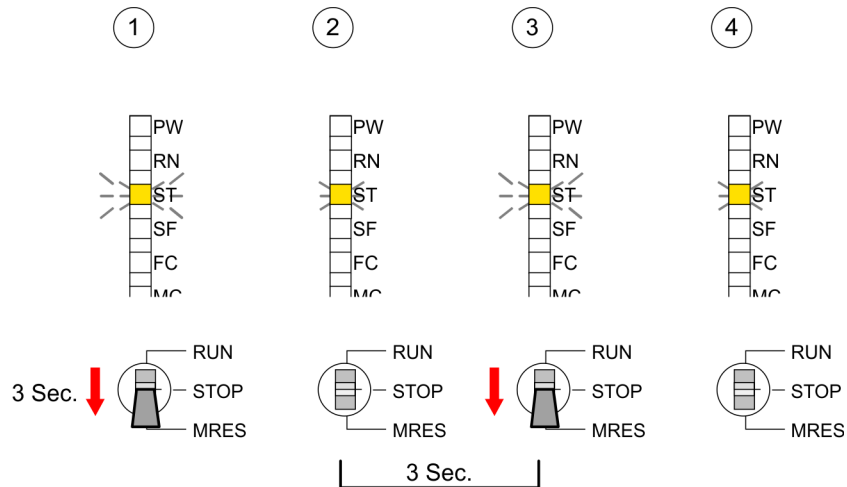 1 2 3 4
PW PW PW PW
RN RN RN RN
ST ST ST ST
SF SF SF SF
FC FC FC FC
RUN RUN RUN RUN
3 Sec. STOP STOP STOP STOP
MRES MRES MRES MRES
3 Sec.